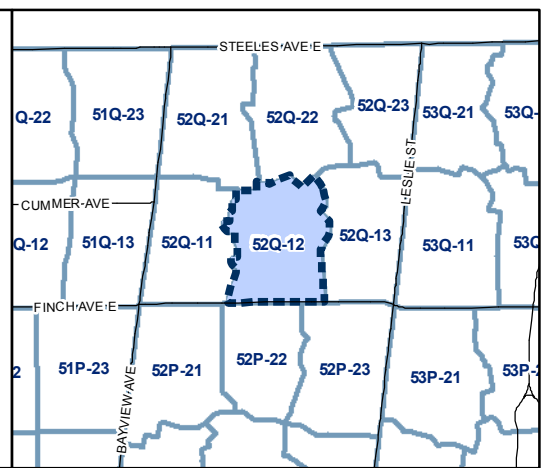 STEELES AVE E
Q-22
51Q-23
52Q-21
52Q-22
52Q-23
53Q-21
53Q-
LESLIE ST
CUMMER AVE
Q-12
51Q-13
52Q-11
52Q-12
52Q-13
53Q-11
53Q
FINCH AVE E
2
51P-23
52P-21
52P-22
52P-23
53P-21
53P-2
BAYVIEW AVE